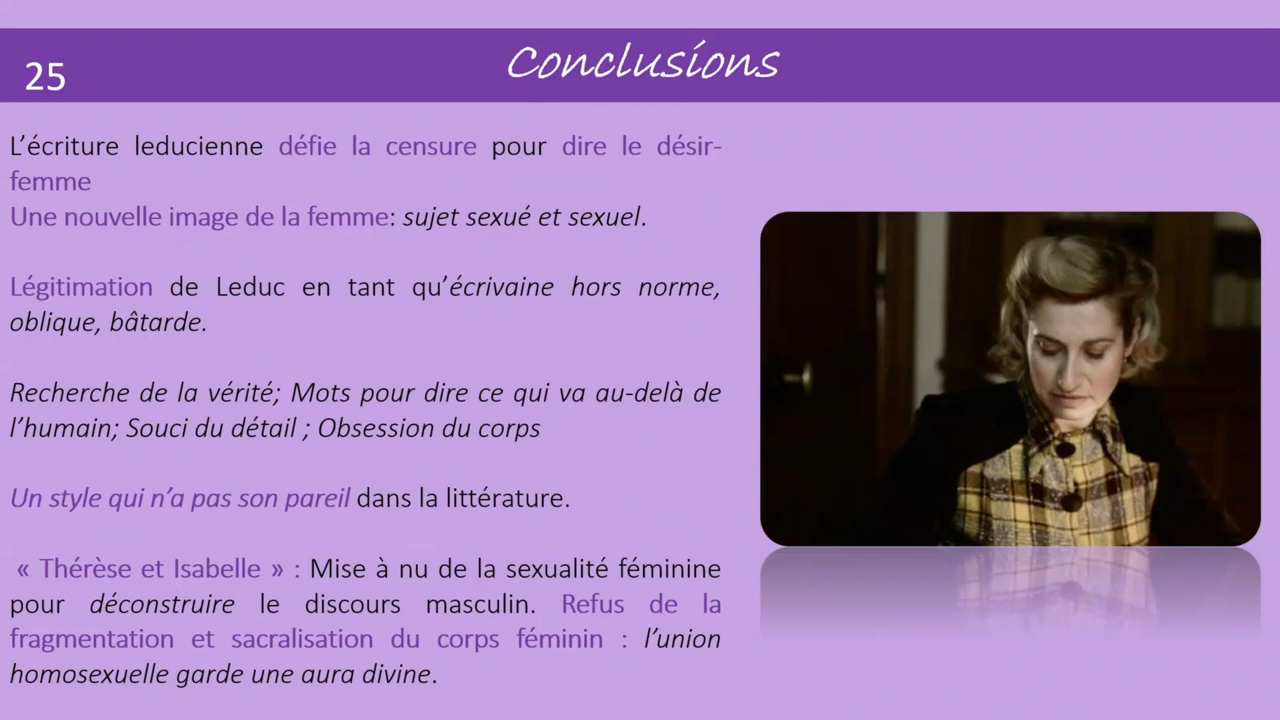 25
Conclusions
L’écriture leducienne défie la censure pour dire le désir-
femme
Une nouvelle image de la femme: sujet sexué et sexuel.
Légitimation de Leduc en tant qu’écrivaine hors norme,
oblique, bâtarde.
Recherche de la vérité; Mots pour dire ce qui va au-delà de
l’humain; Souci du détail ; Obsession du corps
Un style qui n’a pas son pareil dans la littérature.
« Thérèse et Isabelle » : Mise à nu de la sexualité féminine
pour déconstruire le discours masculin. Refus de la
fragmentation et sacralisation du corps féminin : l’union
homosexuelle garde une aura divine.